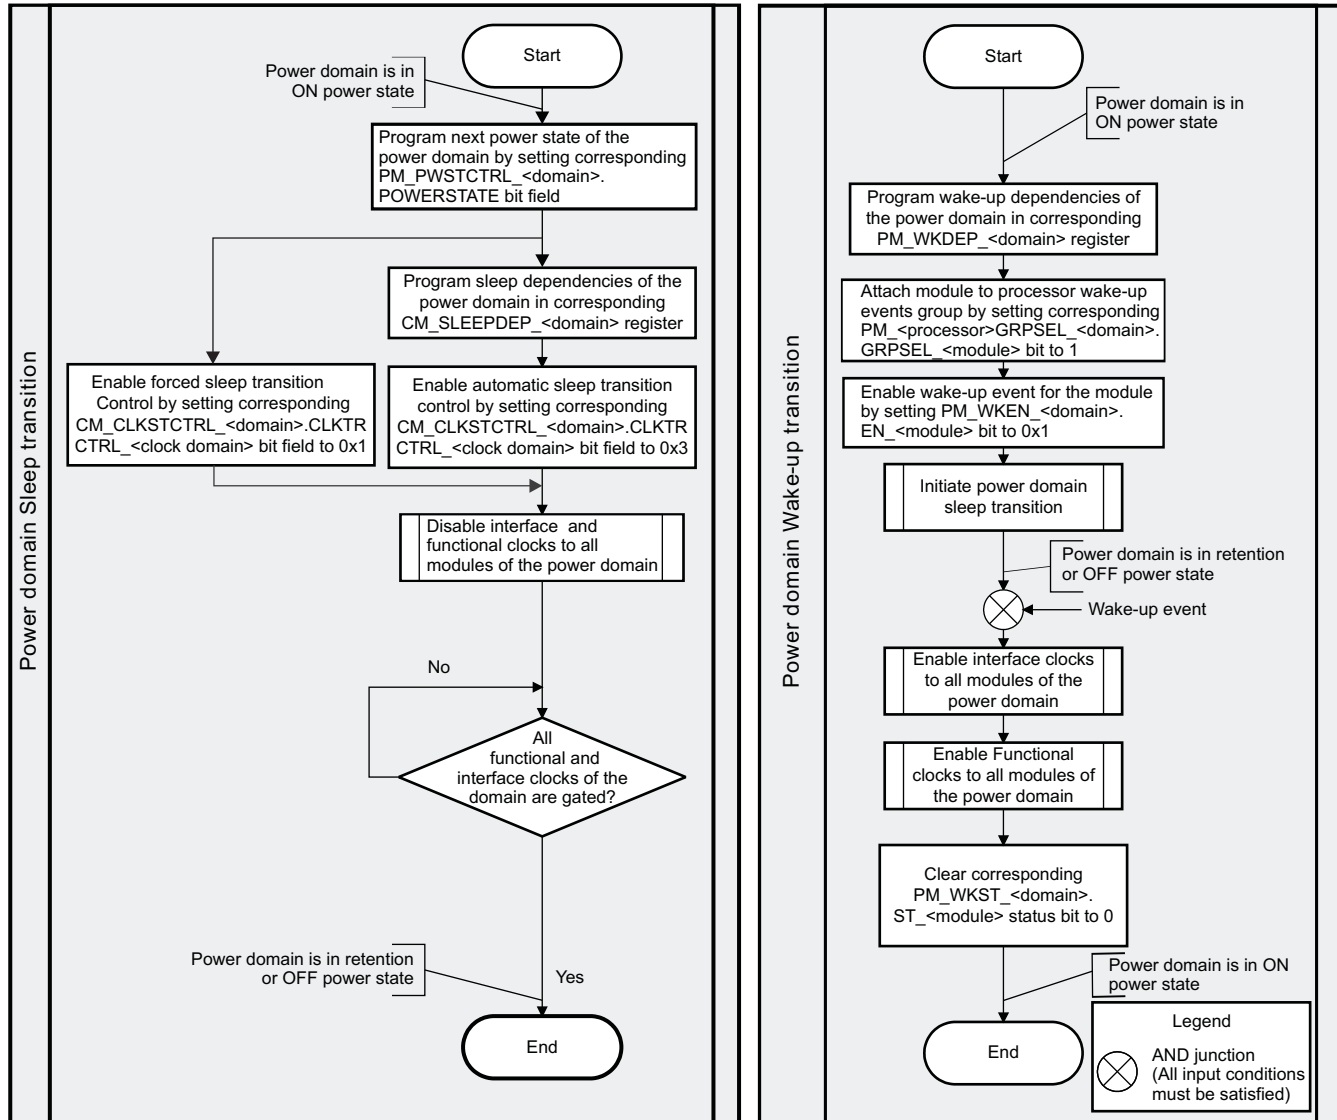 Power domain Sleep transition
Start
Power domain is in
ON power state
Program next power state of the
power domain by setting corresponding
PM_PWSTCTRL_<domain>.
POWERSTATE bit field
Program sleep dependencies of the
power domain in corresponding
CM_SLEEPDEP_<domain> register
Enable forced sleep transition
Control by setting corresponding
CM_CLKSTCTRL_<domain>.CLKTR
CTRL_<clock domain> bit field to 0x1
Enable automatic sleep transition
control by setting corresponding
CM_CLKSTCTRL_<domain>.CLKTR
CTRL_<clock domain> bit field to 0x3
Disable interface and
functional clocks to all
modules of the power domain
No
All
functional and
interface clocks of the
domain are gated?
Power domain is in retention
or OFF power state
Yes
End
Power domain Wake-up transition
Start
Power domain is in
ON power state
Program wake-up dependencies of
the power domain in corresponding
PM_WKDEP_<domain> register
Attach module to processor wake-up
events group by setting corresponding
PM_<processor>GRPSEL_<domain>.
GRPSEL_<module> bit to 1
Enable wake-up event for the module
by setting PM_WKEN_<domain>.
EN_<module> bit to 0x1
Initiate power domain
sleep transition
Power domain is in retention
or OFF power state
Wake-up event
Enable interface clocks
to all modules of the
power domain
Enable Functional
clocks to all modules of
the power domain
Clear corresponding
PM_WKST_<domain>.
ST_<module> status bit to 0
Power domain is in ON
power state
End
Legend
AND junction
(All input conditions
must be satisfied)